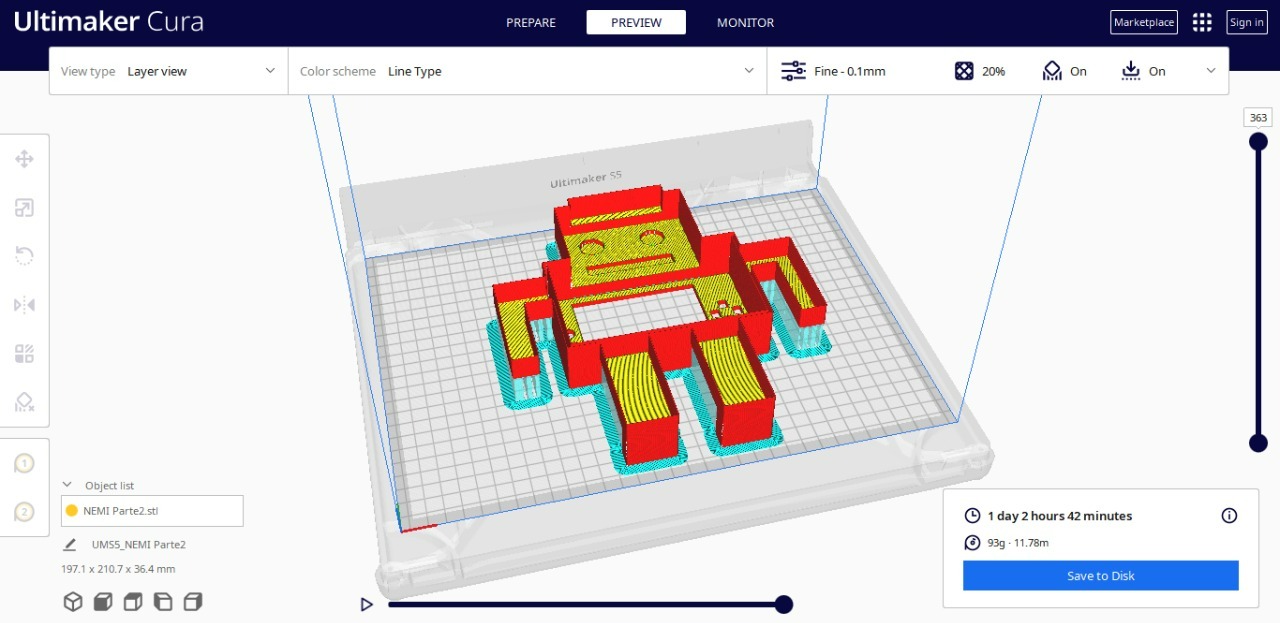 Ultimaker Cura
PREPARE
PREVIEW
MONITOR
Marketplace
Sign in
View type Layer view
Color scheme Line Type
Fine - 0.1mm
20%
On
On
363
Ultimaker S5
1
2
Object list
NEMI Parte2.stl
UMS5_NEMI Parte2
197.1 x 210.7 x 36.4 mm
1 day 2 hours 42 minutes
93g · 11.78m
Save to Disk